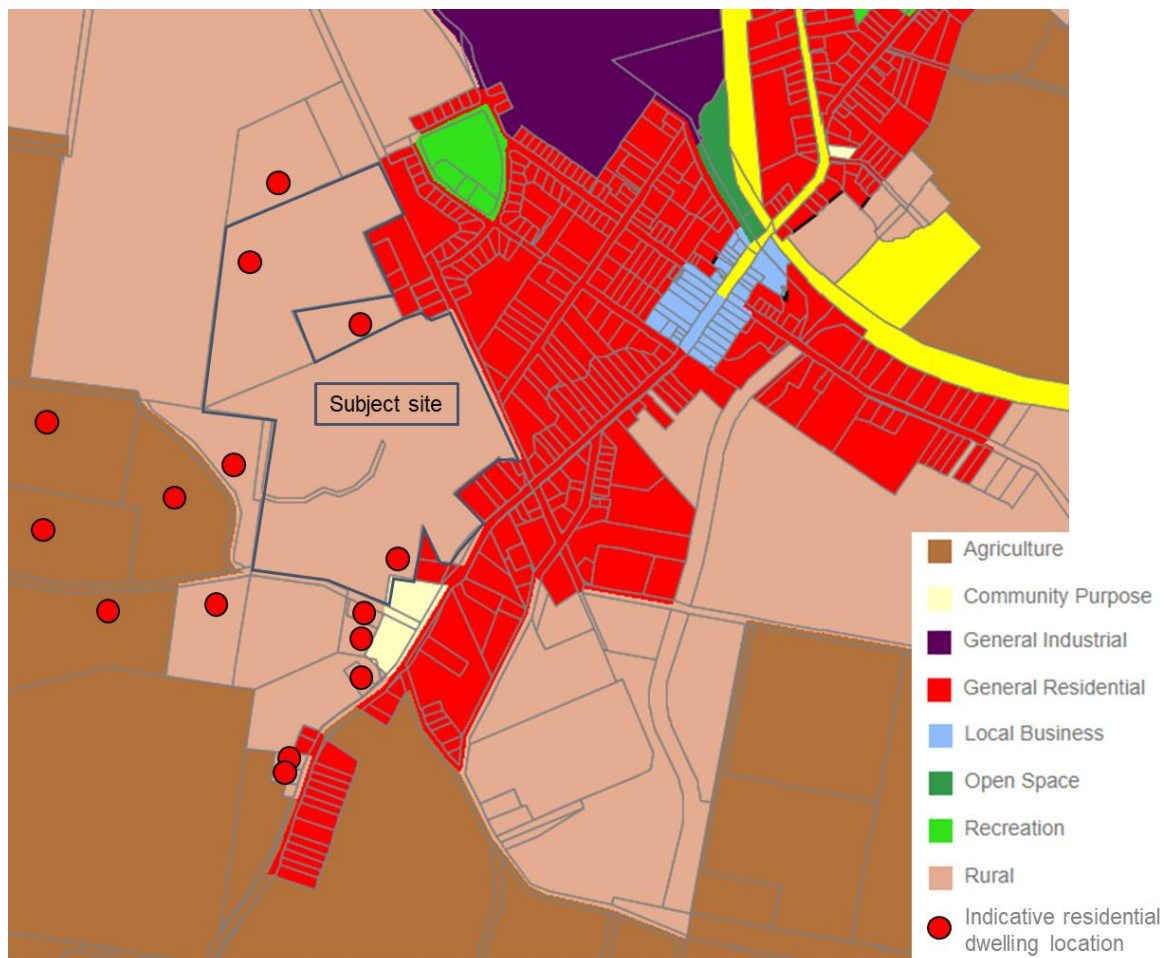 Subject site
Agriculture
Community Purpose
General Industrial
General Residential
Local Business
Open Space
Recreation
Rural
Indicative residential
dwelling location